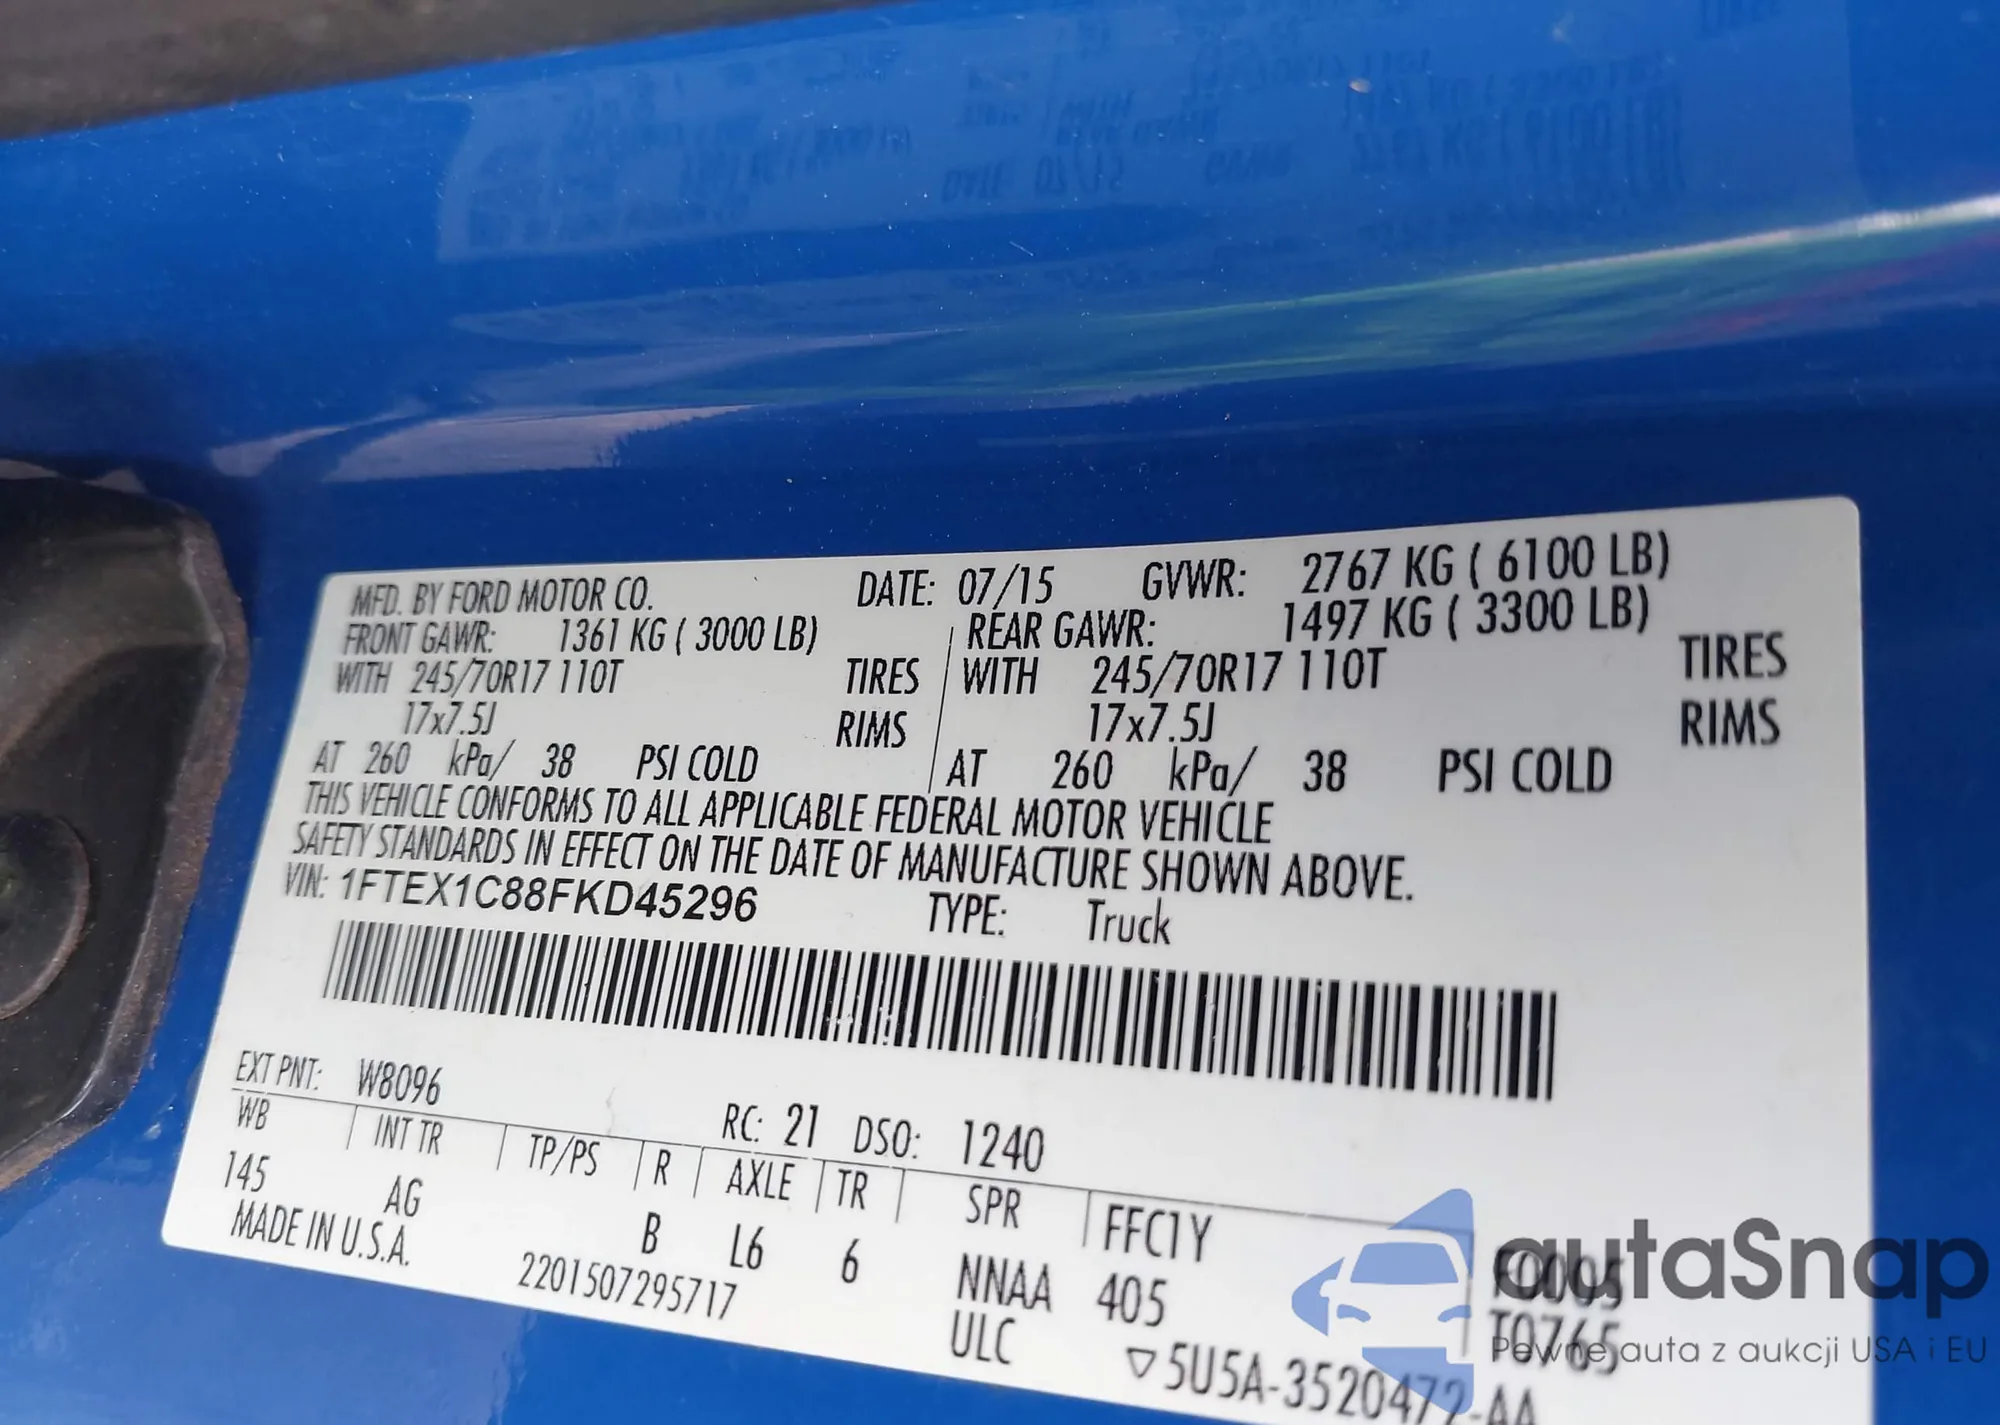 MFD. BY FORD MOTOR CO. DATE: 07/15 GVWR: 2767 KG ( 6100 LB)
FRONT GAWR: 1361 KG ( 3000 LB) REAR GAWR: 1497 KG ( 3300 LB)
WITH 245/70R17 110T TIRES WITH 245/70R17 110T TIRES
17x7.5J RIMS 17x7.5J RIMS
AT 260 kPa/ 38 PSI COLD AT 260 kPa/ 38 PSI COLD
THIS VEHICLE CONFORMS TO ALL APPLICABLE FEDERAL MOTOR VEHICLE
SAFETY STANDARDS IN EFFECT ON THE DATE OF MANUFACTURE SHOWN ABOVE.
VIN: 1FTEX1C88FKD45296 TYPE: Truck
EXT PNT: W8096 RC: 21 DSO: 1240
WB INT TR TP/PS R AXLE TR SPR FFC1Y
145 AG B L6 6 NNAA 405 F0005
MADE IN U.S.A. 2201507295717 ULC T0765
▽5U5A-3520472-AA
autaSnap
Pewne auta z aukcji USA i EU